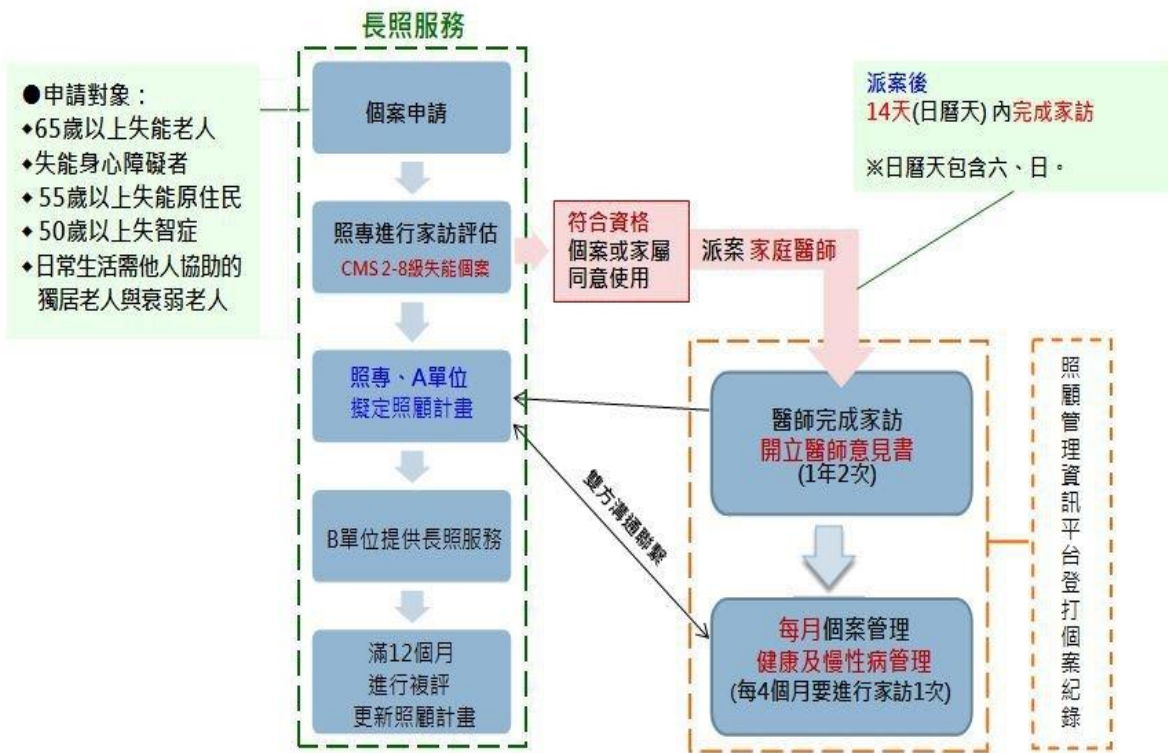 長照服務
●申請對象：
◆65歲以上失能老人
◆失能身心障礙者
◆55歲以上失能原住民
◆50歲以上失智症
◆日常生活需他人協助的
獨居老人與衰弱老人
個案申請
照專進行家訪評估
CMS 2-8級失能個案
照專、A單位
擬定照顧計畫
B單位提供長照服務
滿12個月
進行複評
更新照顧計畫
符合資格
個案或家屬
同意使用
派案 家庭醫師
派案後
14天(日曆天) 內完成家訪
※日曆天包含六、日。
醫師完成家訪
開立醫師意見書
(1年2次)
雙方溝通聯繫
每月個案管理
健康及慢性病管理
(每4個月要進行家訪1次)
照顧管理資訊平台登打個案紀錄